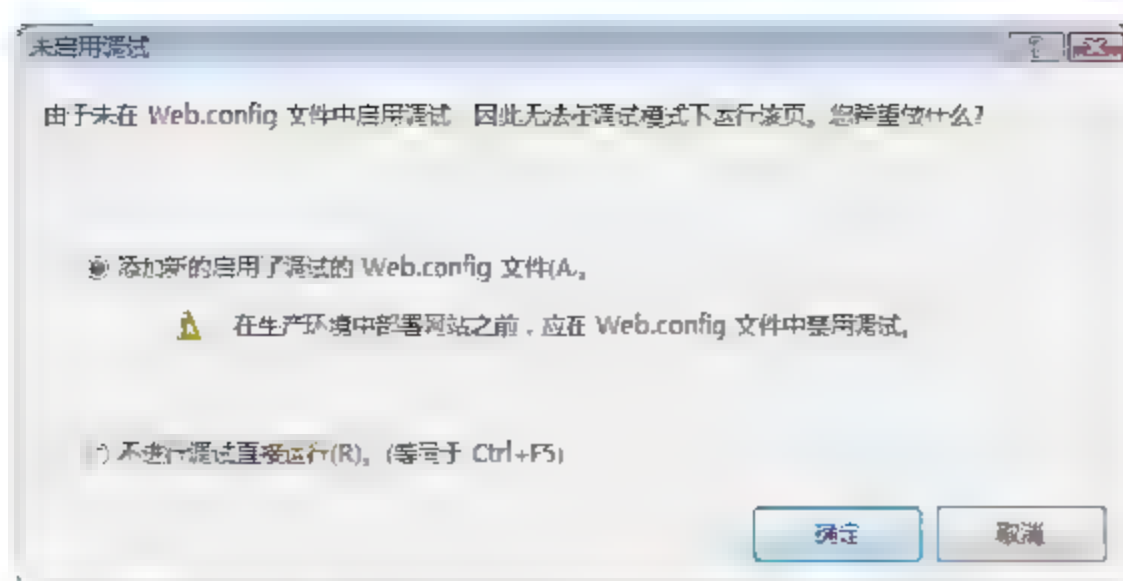 未启用调试
由于未在 Web.config 文件中启用调试,因此无法在调试模式下运行该页。您希望做什么?
添加新的启用了调试的 Web.config 文件(A)。
在生产环境中部署网站之前,应在 Web.config 文件中禁用调试。
不进行调试直接运行(R)。(等号于 Ctrl+F5)
确定 取消